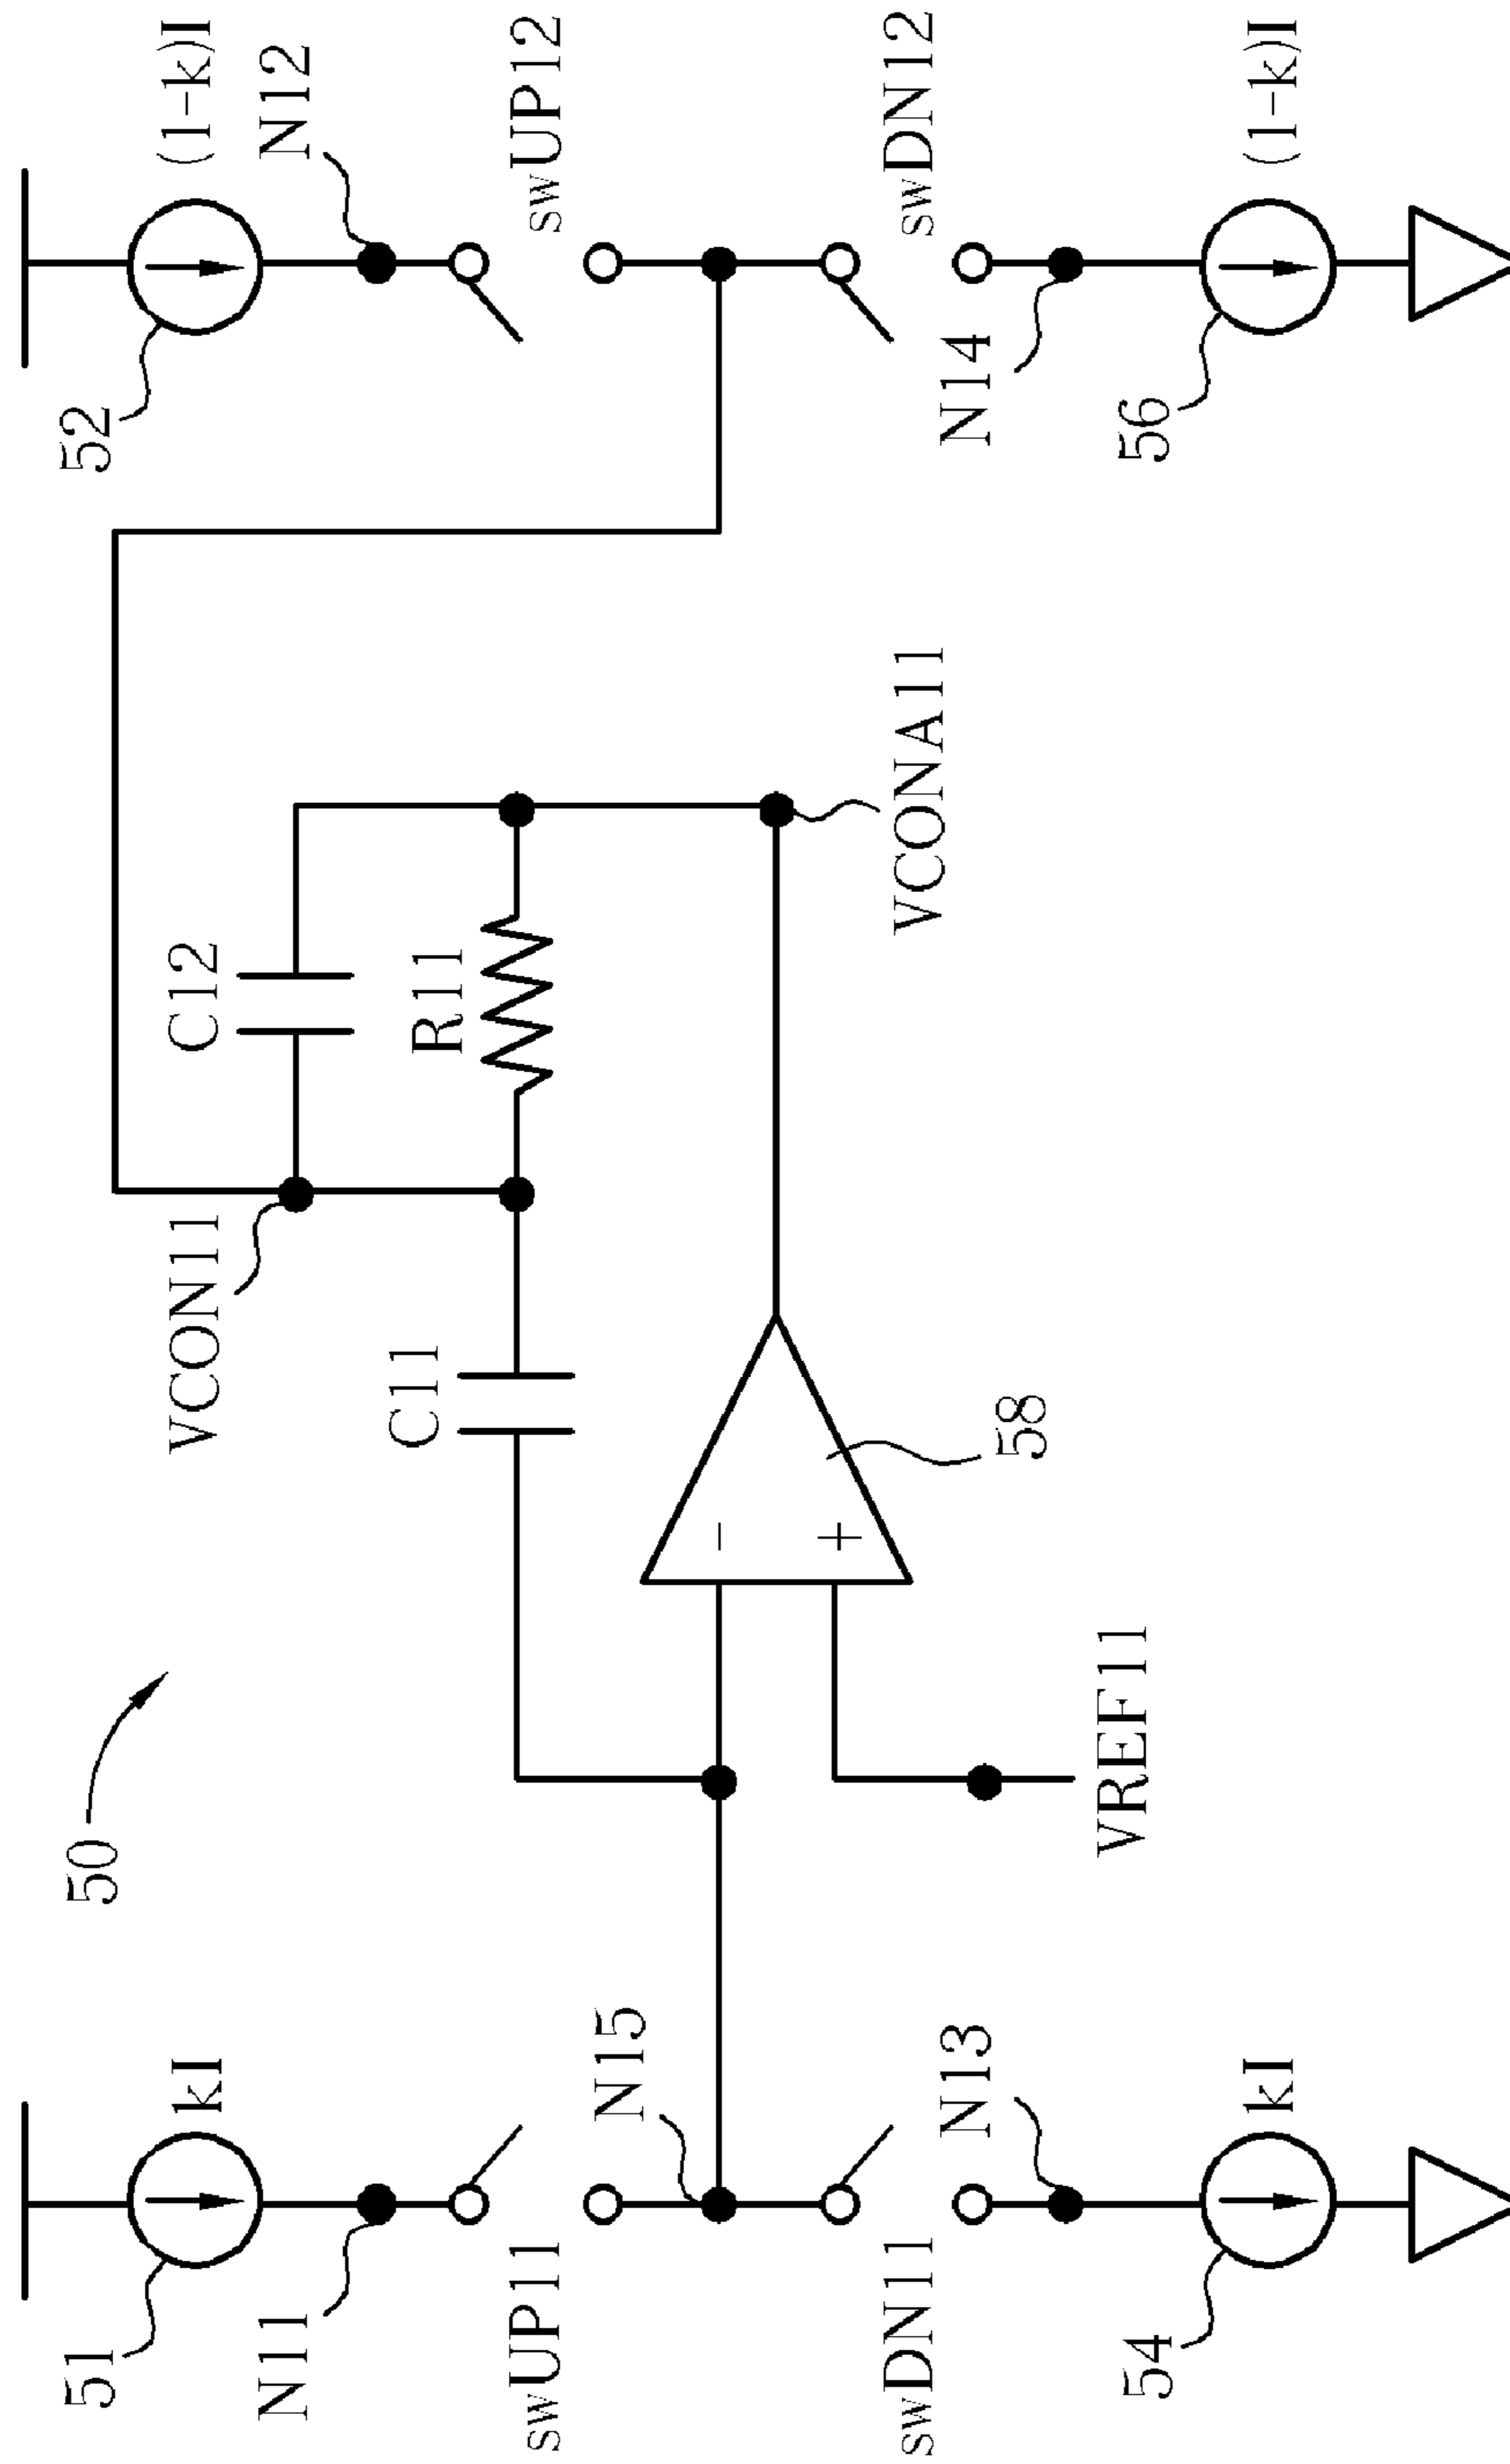 50
51
kI
N11
swUP11
N15
swDN11
N13
54
kI
VREF11
-
+
58
C11
VCON11
C12
R11
VCONA11
52
(1-k)I
N12
swUP12
swDN12
N14
56
(1-k)I